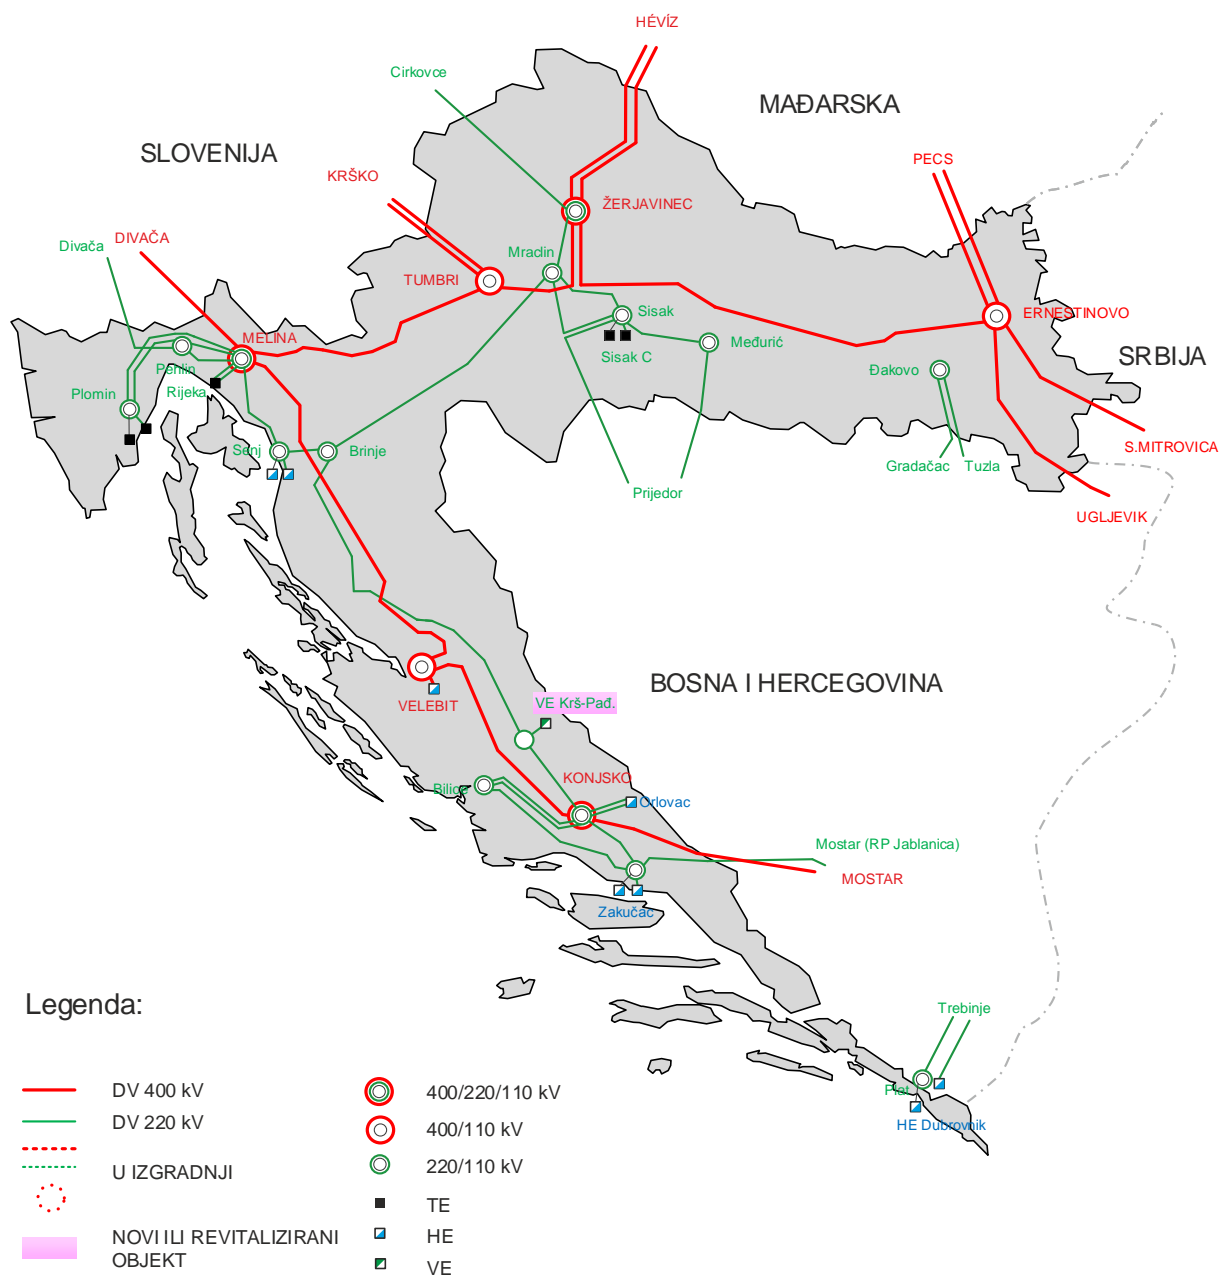 HÉVÍZ
Cirkovce
MAĐARSKA
SLOVENIJA
PECS
KRŠKO
ŽERJAVINEC
DIVAČA
Divača
Mraclin
TUMBRI
Sisak
ERNESTINOVO
MELINA
Međurić
SRBIJA
Sisak C
Pehlin
Đakovo
Rijeka
Plomin
Senj
Brinje
S.MITROVICA
Gradačac
Tuzla
Prijedor
UGLJEVIK
BOSNA I HERCEGOVINA
VE Krš-Pađ.
VELEBIT
KONJSKO
Bilice
Orlovac
Mostar (RP Jablanica)
MOSTAR
Zakučac
Trebinje
Plat
HE Dubrovnik
Legenda:
DV 400 kV
DV 220 kV
U IZGRADNJI
NOVI ILI REVITALIZIRANI
OBJEKT
400/220/110 kV
400/110 kV
220/110 kV
TE
HE
VE